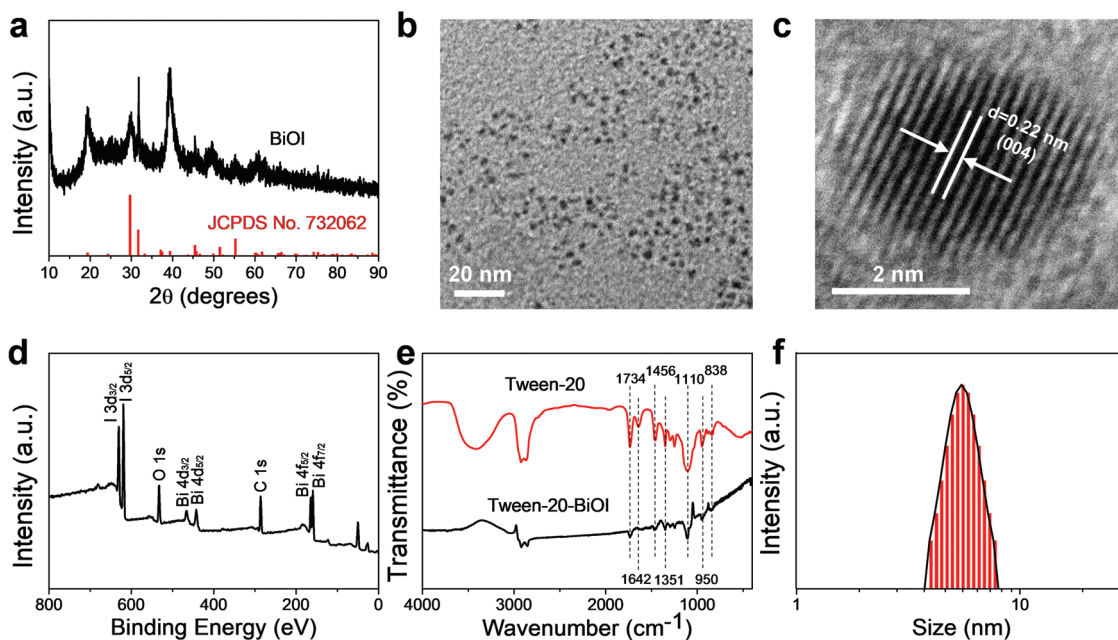 a
Intensity (a.u.)
BiOI
JCPDS No. 732062
10 20 30 40 50 60 70 80 90
2θ (degrees)
b
20 nm
c
d=0.22 nm
(004)
2 nm
d
Intensity (a.u.)
I 3d3/2
I 3d5/2
O 1s
Bi 4d3/2
Bi 4d5/2
C 1s
Bi 4f5/2
Bi 4f7/2
800 600 400 200 0
Binding Energy (eV)
e
Transmittance (%)
1734 1456 1110 838
Tween-20
Tween-20-BiOI
1642 1351 950
4000 3000 2000 1000
Wavenumber (cm-1)
f
Intensity (a.u.)
1 10
Size (nm)